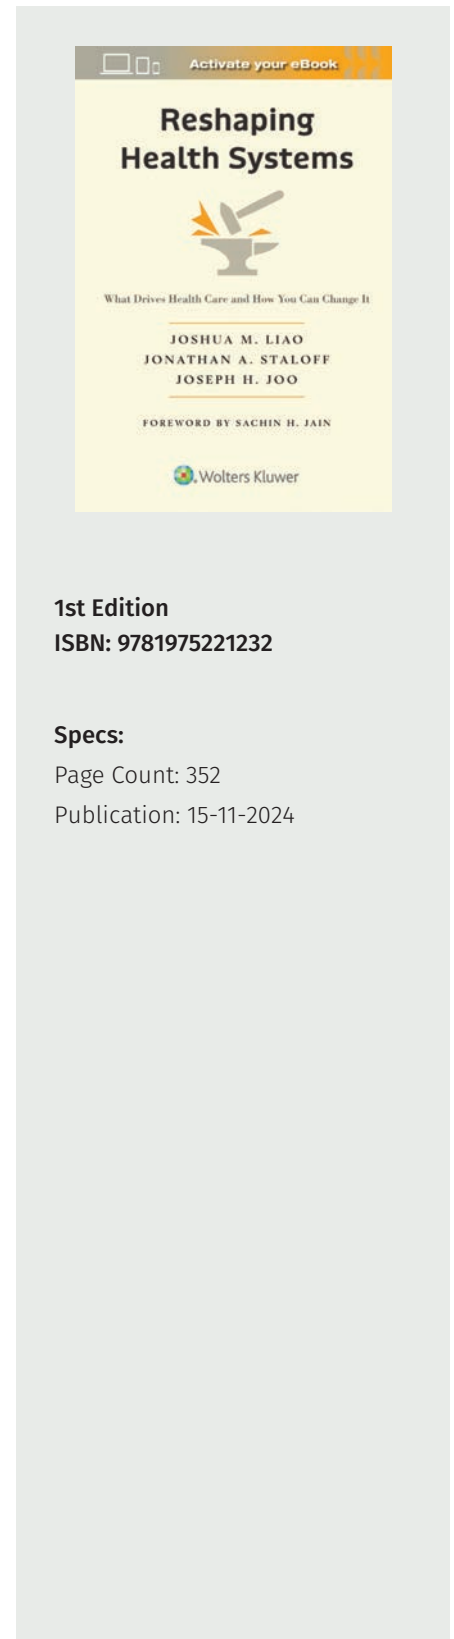 Activate your eBook
Reshaping
Health Systems
What Drives Health Care and How You Can Change It
JOSHUA M. LIAO
JONATHAN A. STALOFF
JOSEPH H. JOO
FOREWORD BY SACHIN H. JAIN
Wolters Kluwer
1st Edition
ISBN: 9781975221232
Specs:
Page Count: 352
Publication: 15-11-2024